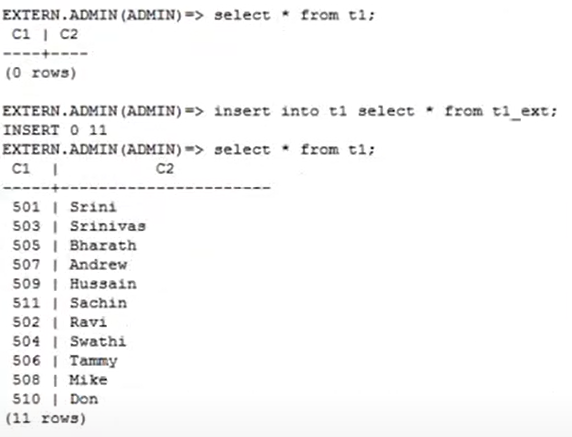 EXTERN.ADMIN(ADMIN)=> select * from t1;
 C1 | C2
----+----
(0 rows)

EXTERN.ADMIN(ADMIN)=> insert into t1 select * from t1_ext;
INSERT 0 11
EXTERN.ADMIN(ADMIN)=> select * from t1;
 C1  |          C2
-----+----------------------
 501 | Srini
 503 | Srinivas
 505 | Bharath
 507 | Andrew
 509 | Hussain
 511 | Sachin
 502 | Ravi
 504 | Swathi
 506 | Tammy
 508 | Mike
 510 | Don
(11 rows)